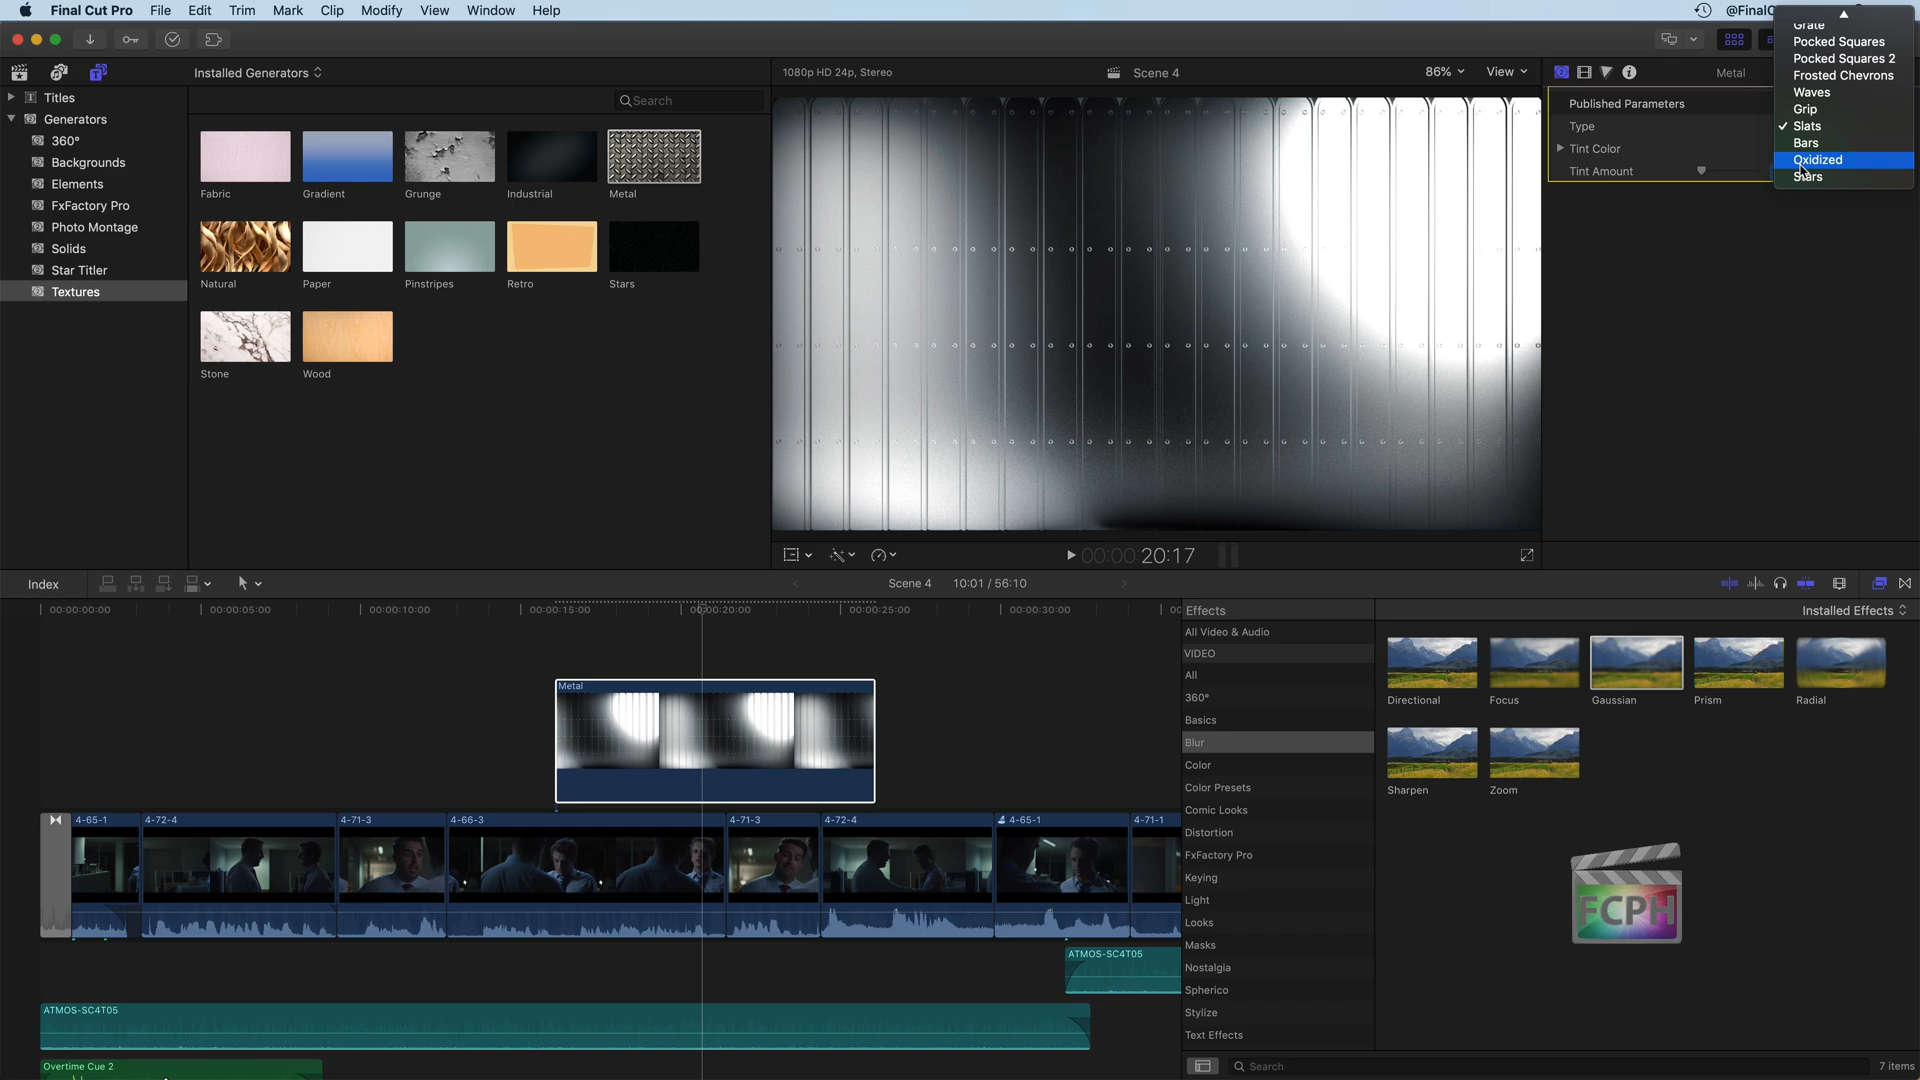 Final Cut Pro File Edit Trim Mark Clip Modify View Window Help
Installed Generators
1080p HD 24p, Stereo
Scene 4
86%
View
Metal
Titles
Generators
360°
Backgrounds
Elements
FxFactory Pro
Photo Montage
Solids
Star Titler
Textures
Search
Fabric
Gradient
Grunge
Industrial
Metal
Natural
Paper
Pinstripes
Retro
Stars
Stone
Wood
Published Parameters
Type
Tint Color
Tint Amount
Grate
Pocked Squares
Pocked Squares 2
Frosted Chevrons
Waves
Grip
✓ Slats
Bars
Oxidized
Stars
00:00:20:17
Index
Scene 4
10:01 / 56:10
00:00:00:00
00:00:05:00
00:00:10:00
00:00:15:00
00:00:20:00
00:00:25:00
00:00:30:00
Metal
4-65-1
4-72-4
4-71-3
4-66-3
4-71-3
4-72-4
4-65-1
4-71-1
ATMOS-SC4T05
ATMOS-SC4T05
Overtime Cue 2
Effects
All Video & Audio
VIDEO
All
360°
Basics
Blur
Color
Color Presets
Comic Looks
Distortion
FxFactory Pro
Keying
Light
Looks
Masks
Nostalgia
Spherico
Stylize
Text Effects
Installed Effects
Directional
Focus
Gaussian
Prism
Radial
Sharpen
Zoom
FCPH
Search
7 items